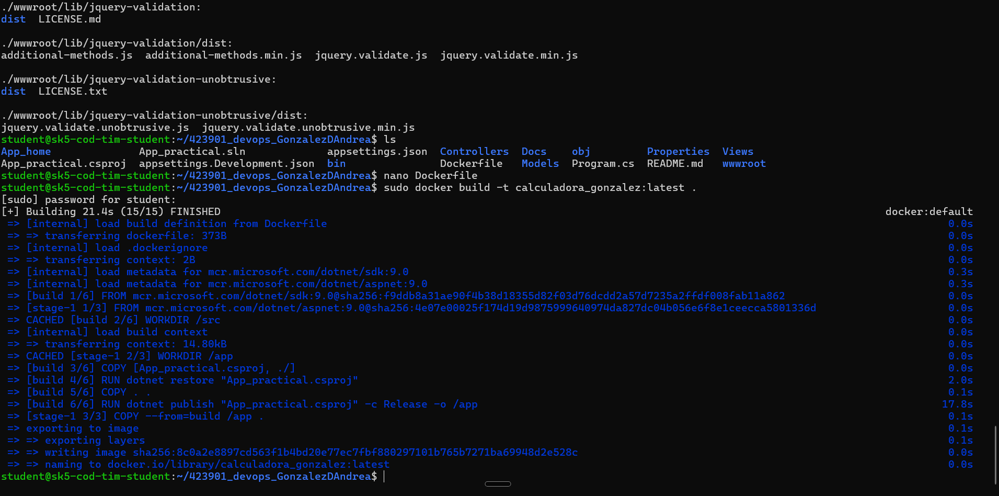 ./wwwroot/lib/jquery-validation:
dist  LICENSE.md
./wwwroot/lib/jquery-validation/dist:
additional-methods.js  additional-methods.min.js  jquery.validate.js  jquery.validate.min.js
./wwwroot/lib/jquery-validation-unobtrusive:
dist  LICENSE.txt
./wwwroot/lib/jquery-validation-unobtrusive/dist:
jquery.validate.unobtrusive.js  jquery.validate.unobtrusive.min.js
student@sk5-cod-tim-student:~/423901_devops_GonzalezDAndrea$ ls
App_home              App_practical.sln             appsettings.json  Controllers  Docs    obj         Properties  Views
App_practical.csproj  appsettings.Development.json  bin               Dockerfile   Models  Program.cs  README.md   wwwroot
student@sk5-cod-tim-student:~/423901_devops_GonzalezDAndrea$ nano Dockerfile
student@sk5-cod-tim-student:~/423901_devops_GonzalezDAndrea$ sudo docker build -t calculadora_gonzalez:latest .
[sudo] password for student:
[+] Building 21.4s (15/15) FINISHED docker:default
=> [internal] load build definition from Dockerfile 0.0s
=> => transferring dockerfile: 373B 0.0s
=> [internal] load .dockerignore 0.0s
=> => transferring context: 2B 0.0s
=> [internal] load metadata for mcr.microsoft.com/dotnet/sdk:9.0 0.3s
=> [internal] load metadata for mcr.microsoft.com/dotnet/aspnet:9.0 0.3s
=> [build 1/6] FROM mcr.microsoft.com/dotnet/sdk:9.0@sha256:f9ddb8a31ae90f4b38d18355d82f03d76dcdd2a57d7235a2ffdf008fab11a862 0.0s
=> [stage-1 1/3] FROM mcr.microsoft.com/dotnet/aspnet:9.0@sha256:4e07e00025f174d19d9875999640974da827dc04b056e6f8e1ceecca5801336d 0.0s
=> CACHED [build 2/6] WORKDIR /src 0.0s
=> [internal] load build context 0.0s
=> => transferring context: 14.80kB 0.0s
=> CACHED [stage-1 2/3] WORKDIR /app 0.0s
=> [build 3/6] COPY [App_practical.csproj, ./] 0.0s
=> [build 4/6] RUN dotnet restore "App_practical.csproj" 2.0s
=> [build 5/6] COPY . . 0.1s
=> [build 6/6] RUN dotnet publish "App_practical.csproj" -c Release -o /app 17.8s
=> [stage-1 3/3] COPY --from=build /app . 0.1s
=> exporting to image 0.1s
=> => exporting layers 0.1s
=> => writing image sha256:8c0a2e8897cd563f1b4bd20e77ec7fbf880297101b765b7271ba69948d2e528c 0.0s
=> => naming to docker.io/library/calculadora_gonzalez:latest 0.0s
student@sk5-cod-tim-student:~/423901_devops_GonzalezDAndrea$